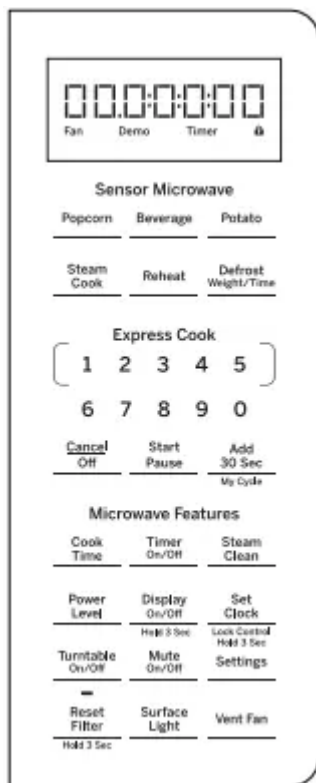 00.0:0:0:0
Fan Demo Timer
Sensor Microwave
Popcorn Beverage Potato
Steam Cook Reheat Defrost Weight/Time
Express Cook
1 2 3 4 5
6 7 8 9 0
Cancel Off Start Pause Add 30 Sec
My Cycle
Microwave Features
Cook Time Timer On/Off Steam Clean
Power Level Display On/Off Set Clock
Hold 3 Sec Lock Control Hold 3 Sec
Turntable On/Off Mute On/Off Settings
Reset Filter Surface Light Vent Fan
Hold 3 Sec